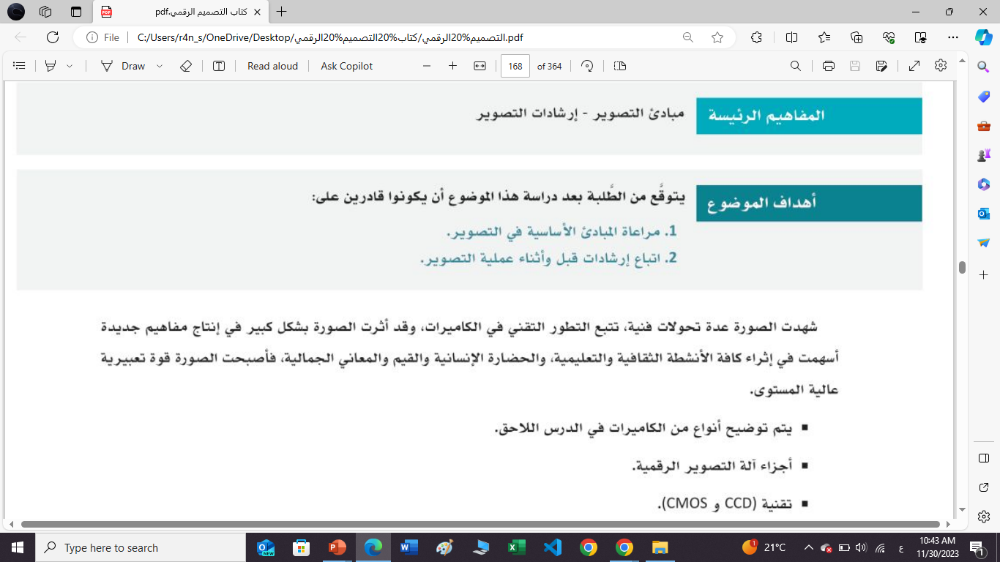 كتاب التصميم الرقمي.pdf
File
C:/Users/r4n_s/OneDrive/Desktop/التصميم%20الرقمي/كتاب%20التصميم%20الرقمي.pdf
Draw
Read aloud
Ask Copilot
168 of 364
المفاهيم الرئيسة
مبادئ التصوير - إرشادات التصوير
أهداف الموضوع
يتوقَّع من الطَّلبة بعد دراسة هذا الموضوع أن يكونوا قادرين على:
1. مراعاة المبادئ الأساسية في التصوير.
2. اتباع إرشادات قبل وأثناء عملية التصوير.
شهدت الصورة عدة تحولات فنية، تتبع التطور التقني في الكاميرات، وقد أثرت الصورة بشكل كبير في إنتاج مفاهيم جديدة
أسهمت في إثراء كافة الأنشطة الثقافية والتعليمية، والحضارة الإنسانية والقيم والمعاني الجمالية، فأصبحت الصورة قوة تعبيرية
عالية المستوى.
▪ يتم توضيح أنواع من الكاميرات في الدرس اللاحق.
▪ أجزاء آلة التصوير الرقمية.
▪ تقنية (CCD و CMOS).
Type here to search
NEW
1
21°C
ع
10:43 AM
11/30/2023
1